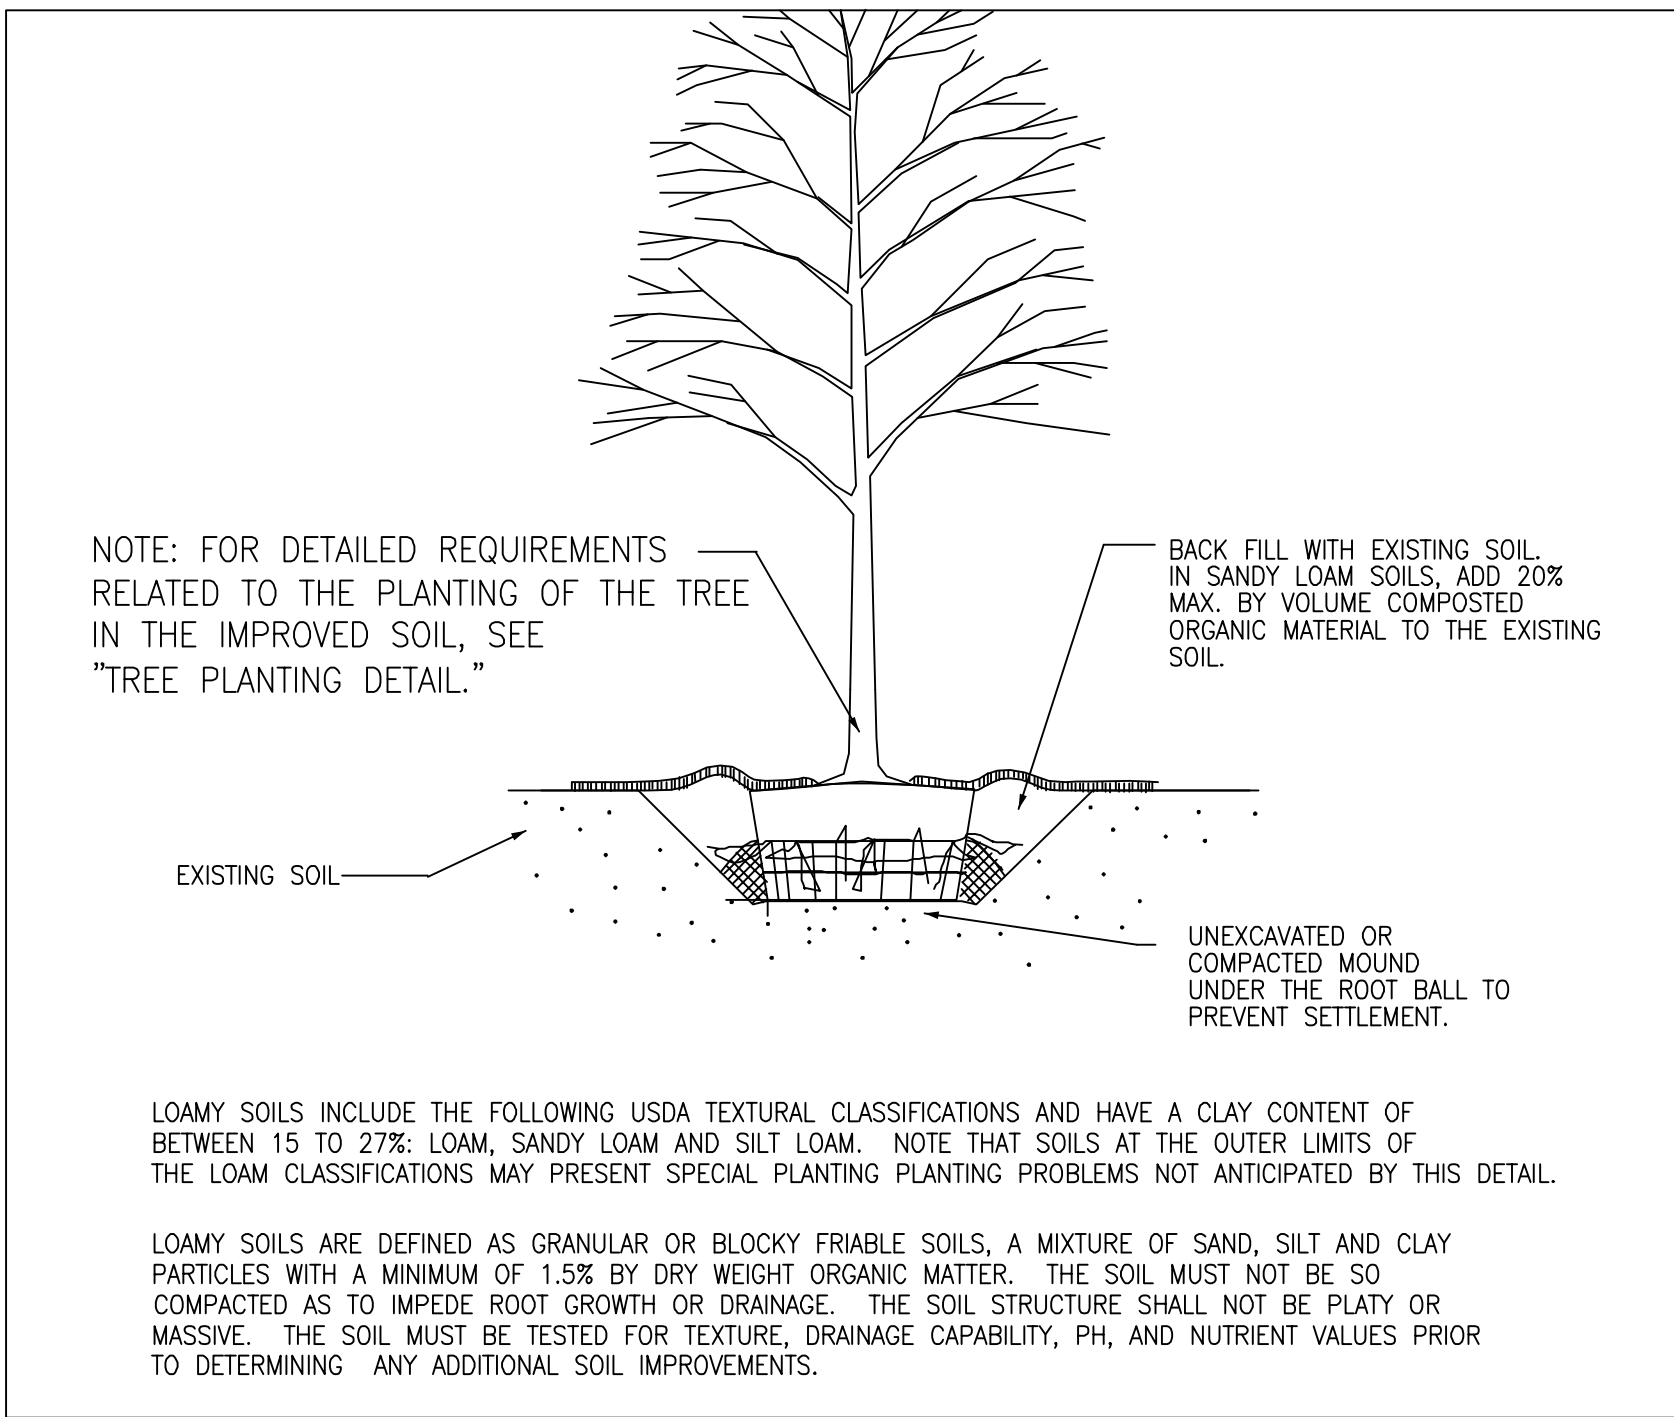 NOTE: FOR DETAILED REQUIREMENTS
RELATED TO THE PLANTING OF THE TREE
IN THE IMPROVED SOIL, SEE
"TREE PLANTING DETAIL."
BACK FILL WITH EXISTING SOIL.
IN SANDY LOAM SOILS, ADD 20%
MAX. BY VOLUME COMPOSTED
ORGANIC MATERIAL TO THE EXISTING
SOIL.
EXISTING SOIL
UNEXCAVATED OR
COMPACTED MOUND
UNDER THE ROOT BALL TO
PREVENT SETTLEMENT.
LOAMY SOILS INCLUDE THE FOLLOWING USDA TEXTURAL CLASSIFICATIONS AND HAVE A CLAY CONTENT OF
BETWEEN 15 TO 27%: LOAM, SANDY LOAM AND SILT LOAM. NOTE THAT SOILS AT THE OUTER LIMITS OF
THE LOAM CLASSIFICATIONS MAY PRESENT SPECIAL PLANTING PLANTING PROBLEMS NOT ANTICIPATED BY THIS DETAIL.
LOAMY SOILS ARE DEFINED AS GRANULAR OR BLOCKY FRIABLE SOILS, A MIXTURE OF SAND, SILT AND CLAY
PARTICLES WITH A MINIMUM OF 1.5% BY DRY WEIGHT ORGANIC MATTER. THE SOIL MUST NOT BE SO
COMPACTED AS TO IMPEDE ROOT GROWTH OR DRAINAGE. THE SOIL STRUCTURE SHALL NOT BE PLATY OR
MASSIVE. THE SOIL MUST BE TESTED FOR TEXTURE, DRAINAGE CAPABILITY, PH, AND NUTRIENT VALUES PRIOR
TO DETERMINING ANY ADDITIONAL SOIL IMPROVEMENTS.